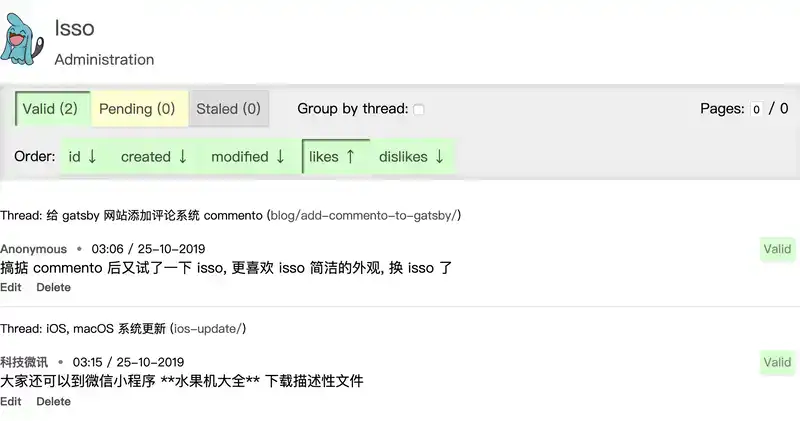 Isso
Administration
Valid (2) Pending (0) Staled (0) Group by thread: Pages: 0 / 0
Order: id ↓ created ↓ modified ↓ likes ↑ dislikes ↓
Thread: 给 gatsby 网站添加评论系统 commento (blog/add-commento-to-gatsby/)
Anonymous • 03:06 / 25-10-2019 Valid
搞掂 commento 后又试了一下 isso, 更喜欢 isso 简洁的外观, 换 isso 了
Edit Delete
Thread: iOS, macOS 系统更新 (ios-update/)
科技微讯 • 03:15 / 25-10-2019 Valid
大家还可以到微信小程序 **水果机大全** 下载描述性文件
Edit Delete